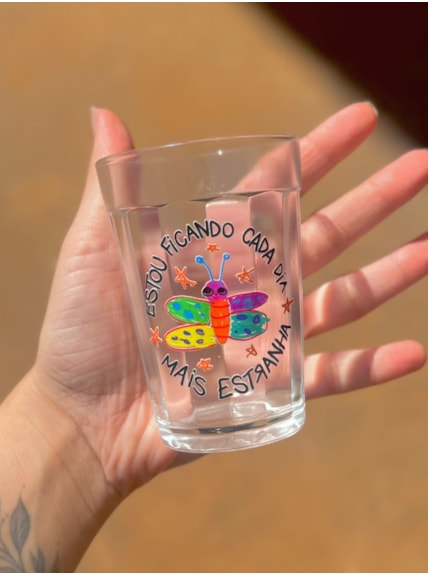 ESTOU FICANDO CADA DIA
MAIS ESTRANHA